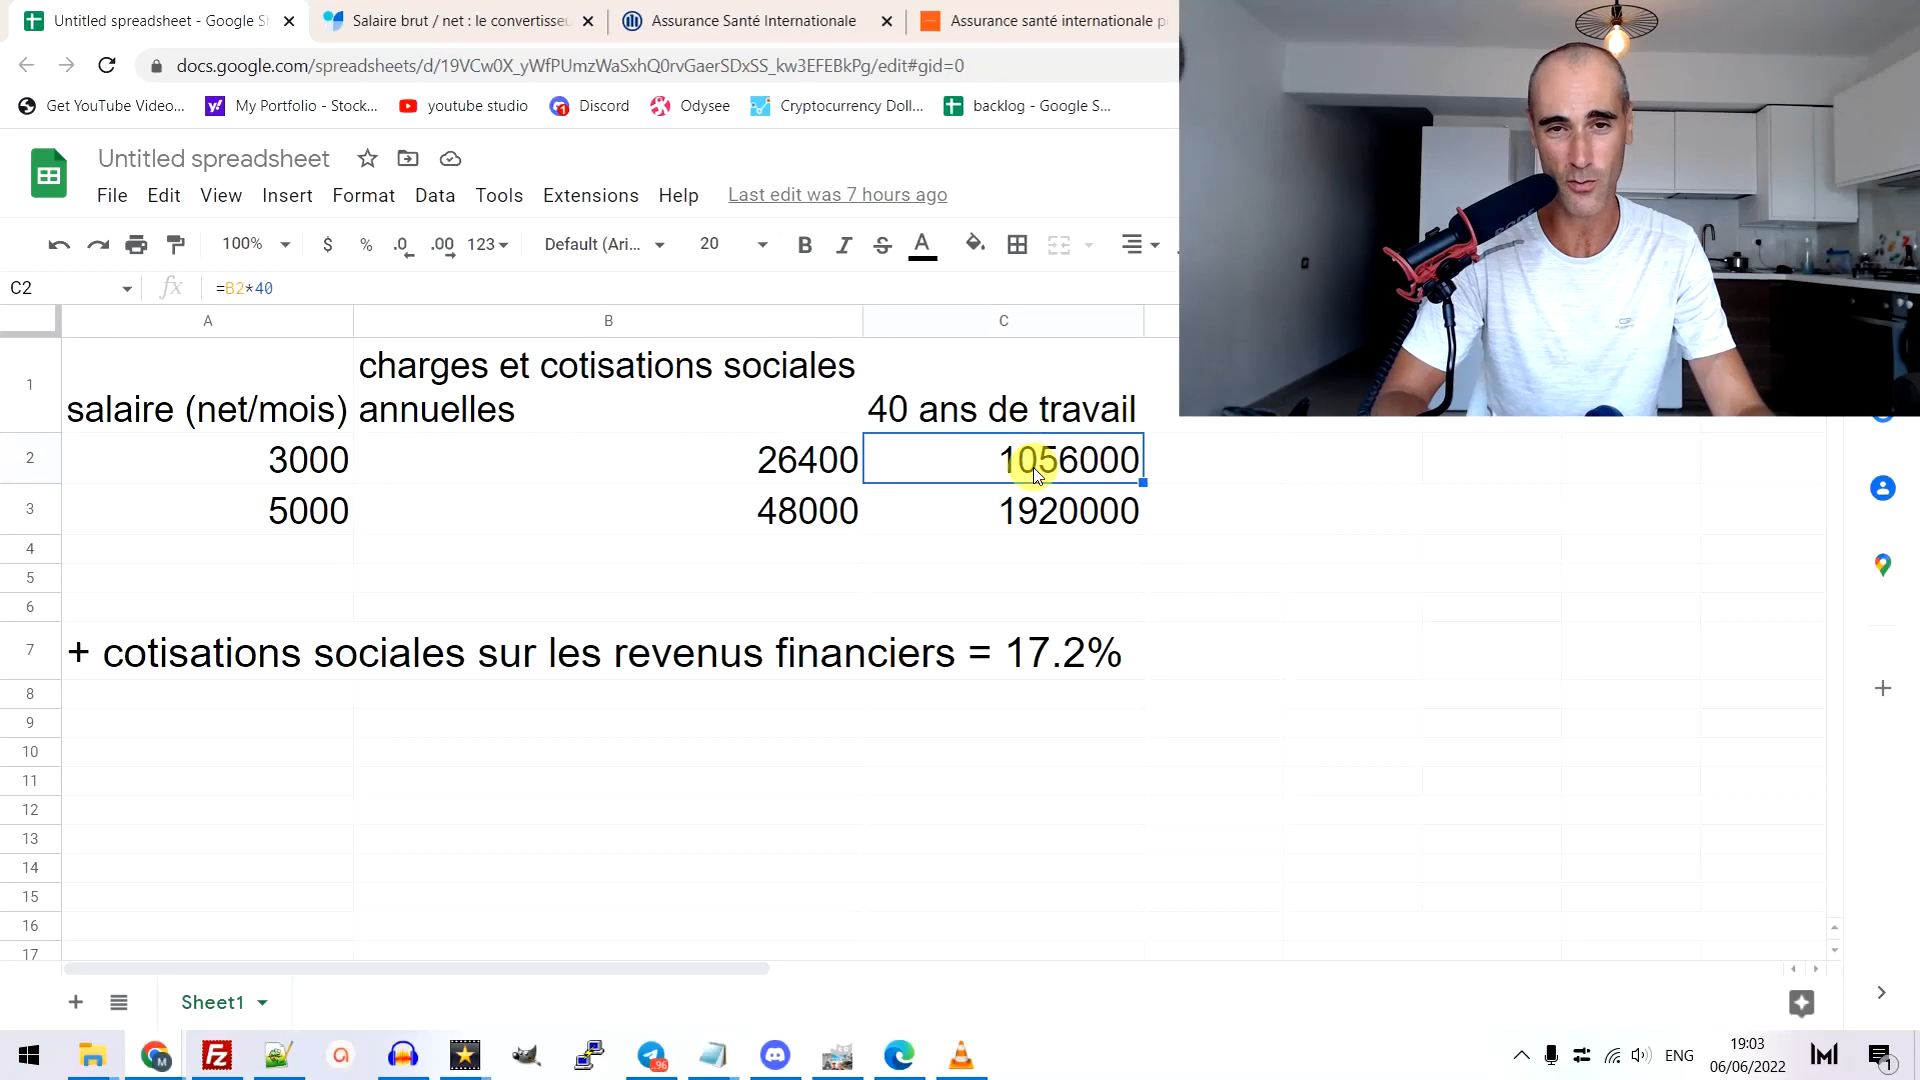 Untitled spreadsheet - Google Sh
Salaire brut / net : le convertisseu
Assurance Santé Internationale
Assurance santé internationale p
docs.google.com/spreadsheets/d/19VCw0X_yWfPUmzWaSxhQ0rvGaerSDxSS_kw3EFEBkPg/edit#gid=0
Get YouTube Video...
My Portfolio - Stock...
youtube studio
Discord
Odysee
Cryptocurrency Doll...
backlog - Google S...
Untitled spreadsheet
File Edit View Insert Format Data Tools Extensions Help Last edit was 7 hours ago
100% $ % .0 .00 123 Default (Ari... 20 B I S A
C2 fx =B2*40
A B C
1 salaire (net/mois) charges et cotisations sociales annuelles 40 ans de travail
2 3000 26400 1056000
3 5000 48000 1920000
4
5
6
7 + cotisations sociales sur les revenus financiers = 17.2%
8
9
10
11
12
13
14
15
16
17
Sheet1
96
ENG
19:03
06/06/2022
1